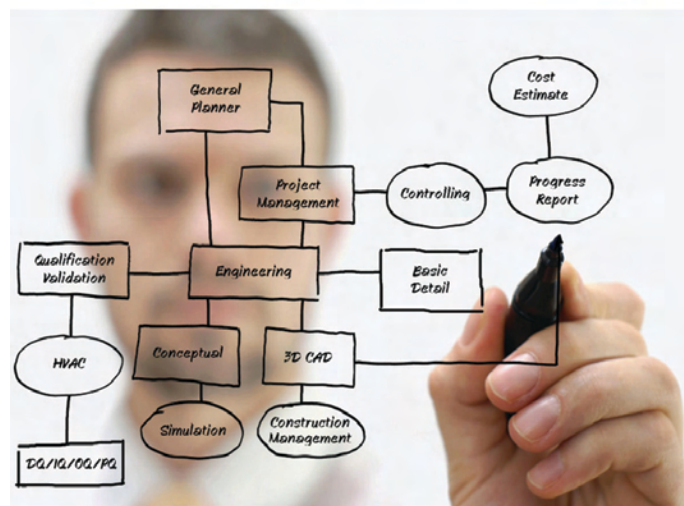 Cost
Estimate
General
Planner
Project
Management
Controlling
Progress
Report
Qualification
Validation
Engineering
Basic
Detail
HVAC
Conceptual
3D CAD
Simulation
Construction
Management
DQ/IQ/OQ/PQ